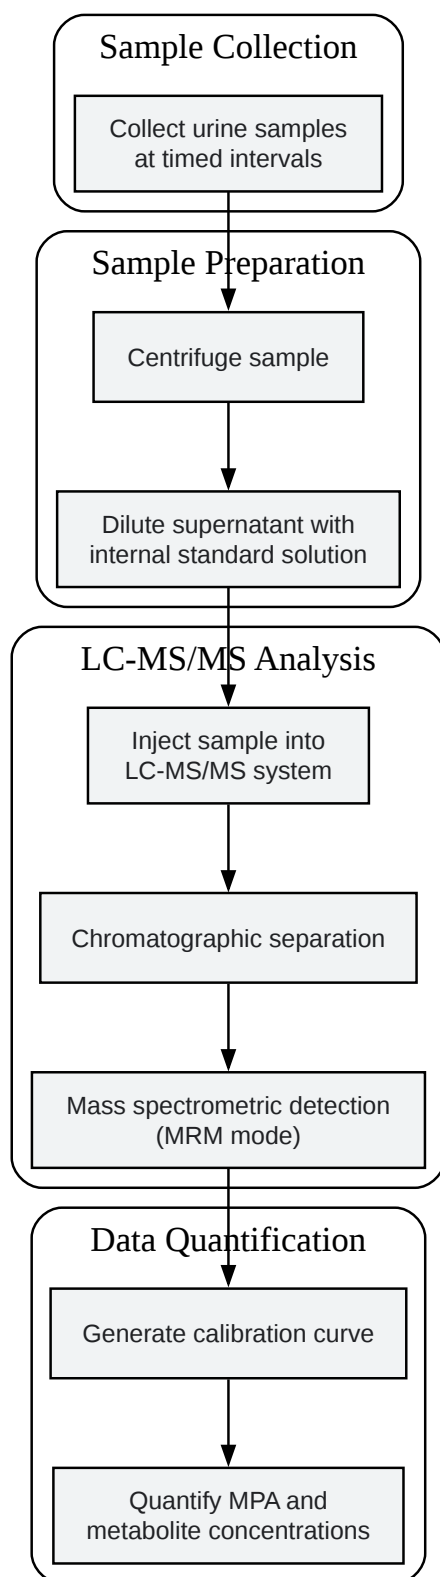 Sample Collection
Collect urine samples
at timed intervals
Sample Preparation
Centrifuge sample
Dilute supernatant with
internal standard solution
LC-MS/MS Analysis
Inject sample into
LC-MS/MS system
Chromatographic separation
Mass spectrometric detection
(MRM mode)
Data Quantification
Generate calibration curve
Quantify MPA and
metabolite concentrations